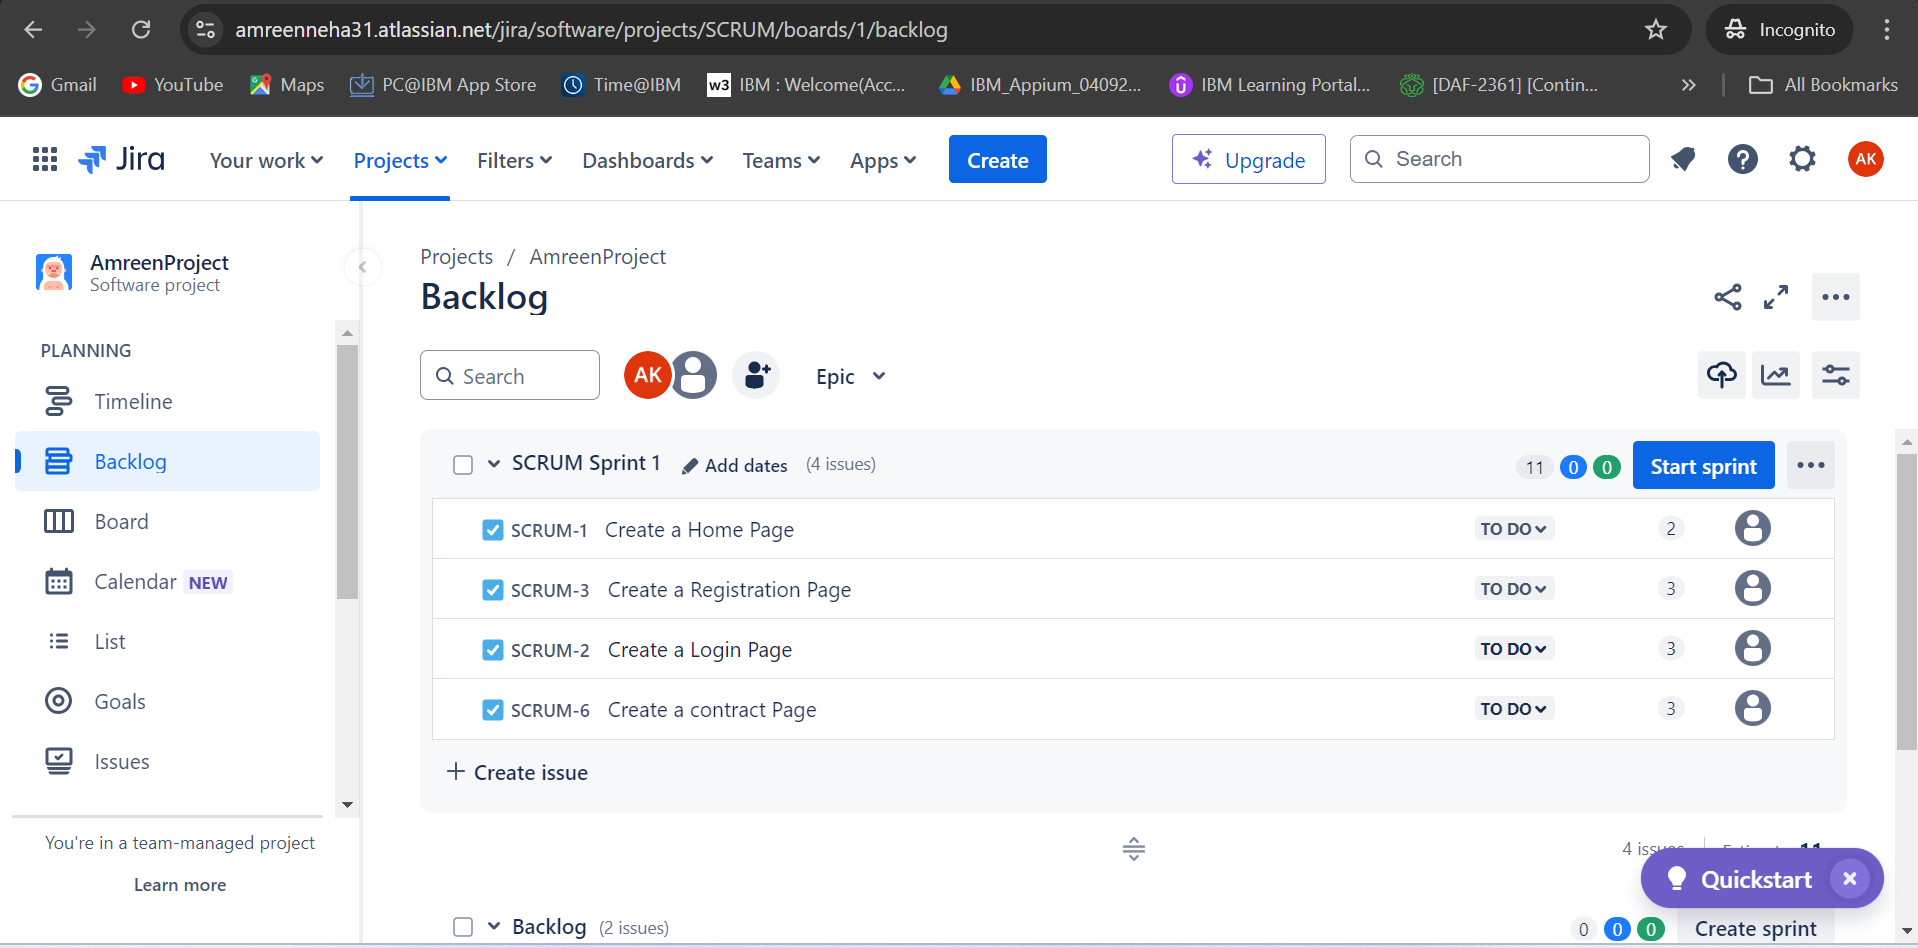 amreenneha31.atlassian.net/jira/software/projects/SCRUM/boards/1/backlog
Incognito
Gmail YouTube Maps PC@IBM App Store Time@IBM w3 IBM : Welcome(Acc... IBM_Appium_04092... IBM Learning Portal... [DAF-2361] [Contin... » All Bookmarks
Jira Your work Projects Filters Dashboards Teams Apps Create Upgrade Search AK
AmreenProject
Software project
PLANNING
Timeline
Backlog
Board
Calendar NEW
List
Goals
Issues
You're in a team-managed project
Learn more
Projects / AmreenProject
Backlog
Search AK Epic
SCRUM Sprint 1 Add dates (4 issues) 11 0 0 Start sprint
SCRUM-1 Create a Home Page TO DO 2
SCRUM-3 Create a Registration Page TO DO 3
SCRUM-2 Create a Login Page TO DO 3
SCRUM-6 Create a contract Page TO DO 3
+ Create issue
4 issues 11
Quickstart
Backlog (2 issues) 0 0 0 Create sprint